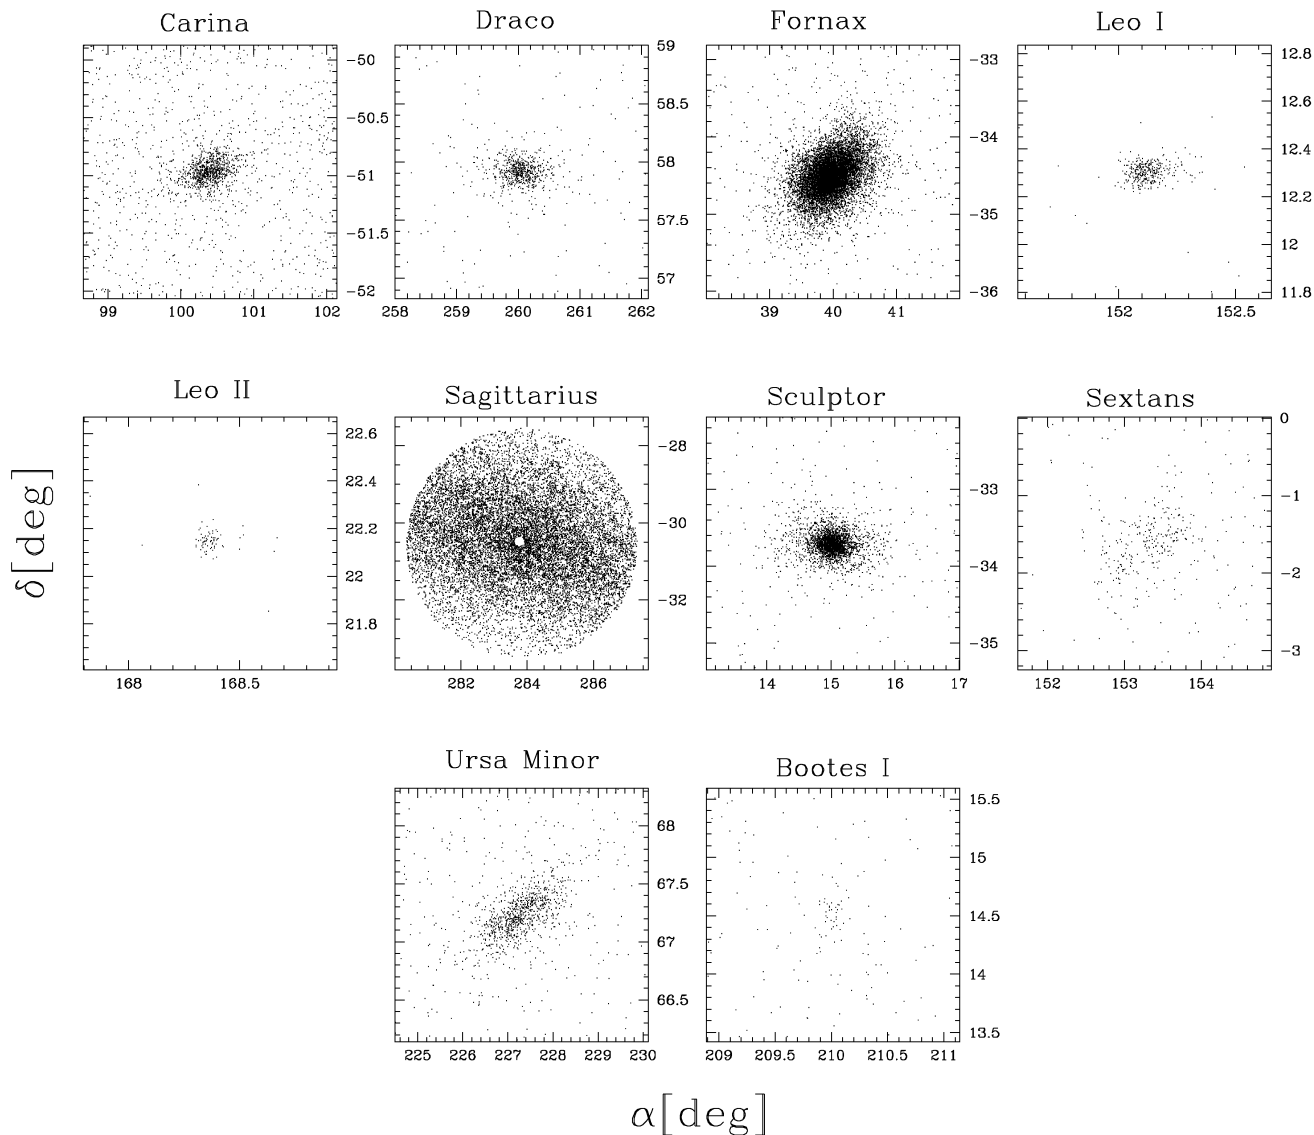 Carina
Draco
Fornax
Leo I
-50
-50.5
-51
-51.5
-52
99 100 101 102
59
58.5
58
57.5
57
258 259 260 261 262
-33
-34
-35
-36
39 40 41
12.8
12.6
12.4
12.2
12
11.8
152 152.5
Leo II
Sagittarius
Sculptor
Sextans
22.6
22.4
22.2
22
21.8
168 168.5
-28
-30
-32
282 284 286
-33
-34
-35
14 15 16 17
0
-1
-2
-3
152 153 154
δ[deg]
Ursa Minor
Bootes I
68
67.5
67
66.5
225 226 227 228 229 230
15.5
15
14.5
14
13.5
209 209.5 210 210.5 211
α[deg]